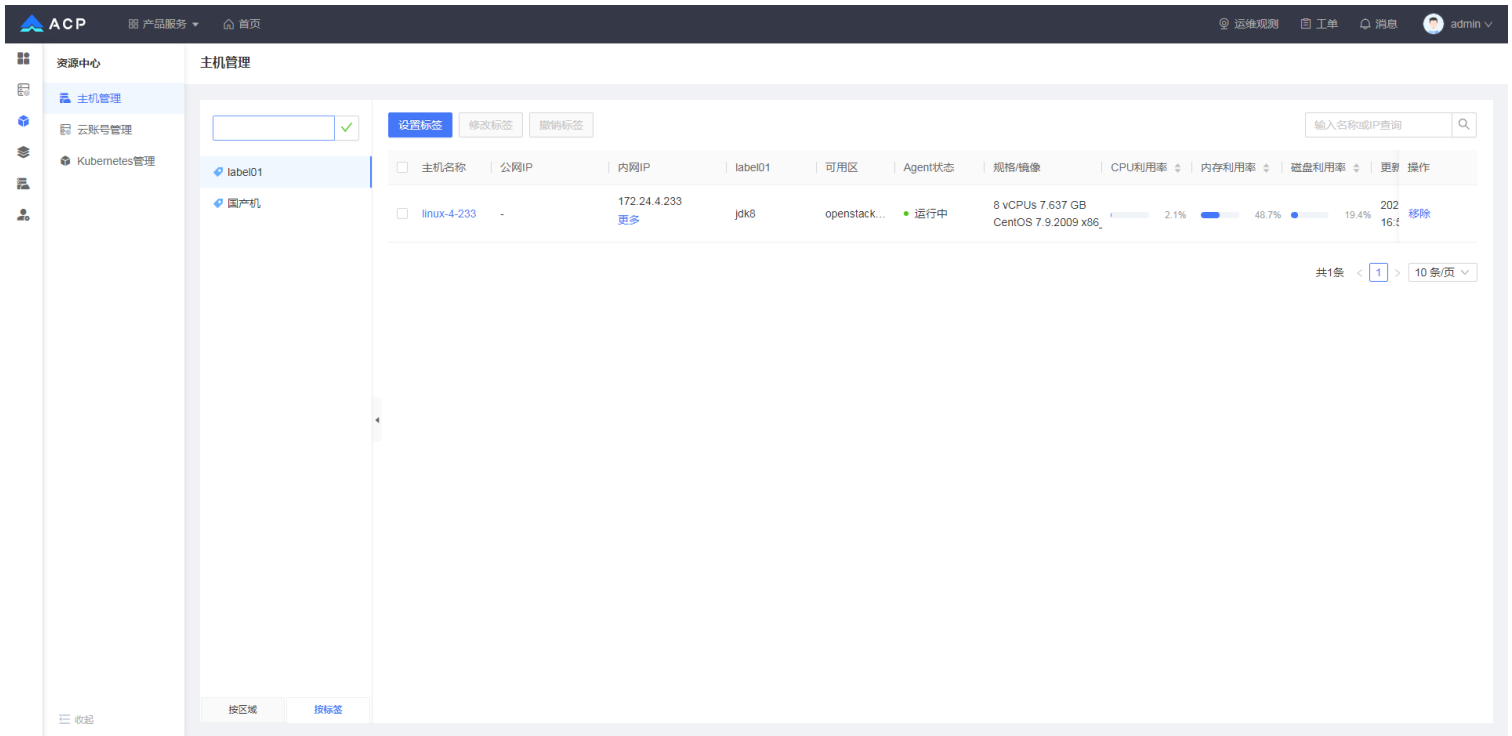 ACP 产品服务 首页 运维观测 工单 消息 admin
资源中心
主机管理
云账号管理
Kubernetes管理
收起
主机管理
label01
国产机
按区域 按标签
设置标签 修改标签 撤销标签 输入名称或IP查询
主机名称 公网IP 内网IP label01 可用区 Agent状态 规格/镜像 CPU利用率 内存利用率 磁盘利用率 更新 操作
linux-4-233 - 172.24.4.233 jdk8 openstack... 运行中 8 vCPUs 7.637 GB 2.1% 48.7% 19.4% 202 移除
更多 CentOS 7.9.2009 x86_ 16:5
共1条 < 1 > 10 条/页